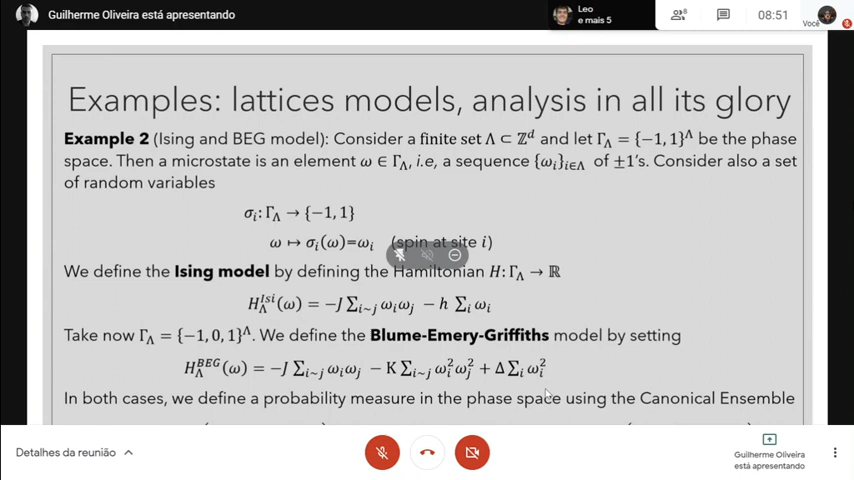 Guilherme Oliveira está apresentando
Leo
e mais 5
8
08:51
Você
Examples: lattices models, analysis in all its glory
Example 2 (Ising and BEG model): Consider a finite set Λ ⊂ ℤ^d and let Γ_Λ = {−1, 1}^Λ be the phase
space. Then a microstate is an element ω ∈ Γ_Λ, i.e, a sequence {ω_i}_{i∈Λ} of ±1's. Consider also a set
of random variables
σ_i: Γ_Λ → {−1, 1}
ω ↦ σ_i(ω)=ω_i (spin at site i)
We define the Ising model by defining the Hamiltonian H: Γ_Λ → ℝ
H_Λ^{Isi}(ω) = −J ∑_{i~j} ω_iω_j − h ∑_i ω_i
Take now Γ_Λ = {−1, 0, 1}^Λ. We define the Blume-Emery-Griffiths model by setting
H_Λ^{BEG}(ω) = −J ∑_{i~j} ω_iω_j − K ∑_{i~j} ω_i^2ω_j^2 + Δ ∑_i ω_i^2
In both cases, we define a probability measure in the phase space using the Canonical Ensemble
Detalhes da reunião
Guilherme Oliveira
está apresentando